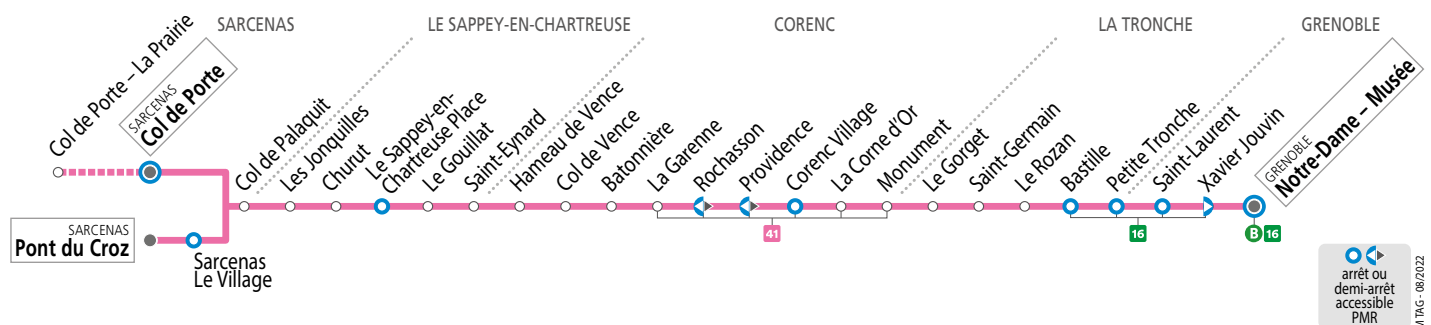 SARCENAS
LE SAPPEY-EN-CHARTREUSE
CORENC
LA TRONCHE
GRENOBLE
Col de Porte – La Prairie
SARCENAS
Col de Porte
SARCENAS
Pont du Croz
Sarcenas
Le Village
Col de Palaquit
Les Jonquilles
Churut
Le Sappey-en-
Chartreuse Place
Le Gouillat
Saint-Eynard
Hameau de Vence
Col de Vence
Batonnière
La Garenne
Rochasson
Providence
Corenc Village
La Corne d'Or
Monument
Le Gorget
Saint-Germain
Le Rozan
Bastille
Petite Tronche
Saint-Laurent
Xavier Jouvin
GRENOBLE
Notre-Dame – Musée
41
16
B 16
arrêt ou
demi-arrêt
accessible
PMR
M TAG - 08/2022